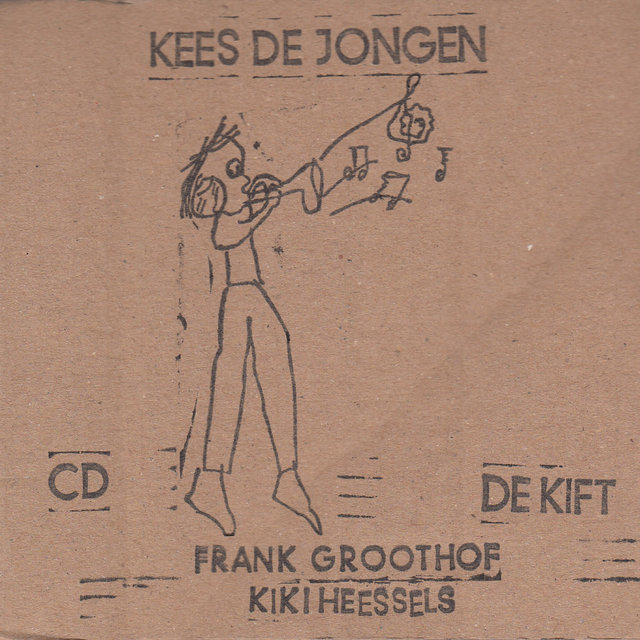 KEES DE JONGEN
CD
DE KIFT
FRANK GROOTHOF
KIKI HEESSELS